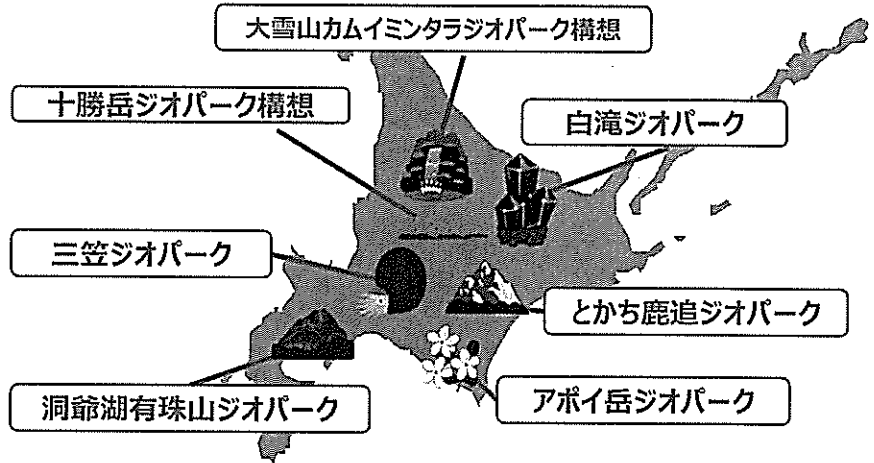 大雪山カムイミンタラジオパーク構想
十勝岳ジオパーク構想
白滝ジオパーク
三笠ジオパーク
とかち鹿追ジオパーク
洞爺湖有珠山ジオパーク
アポイ岳ジオパーク